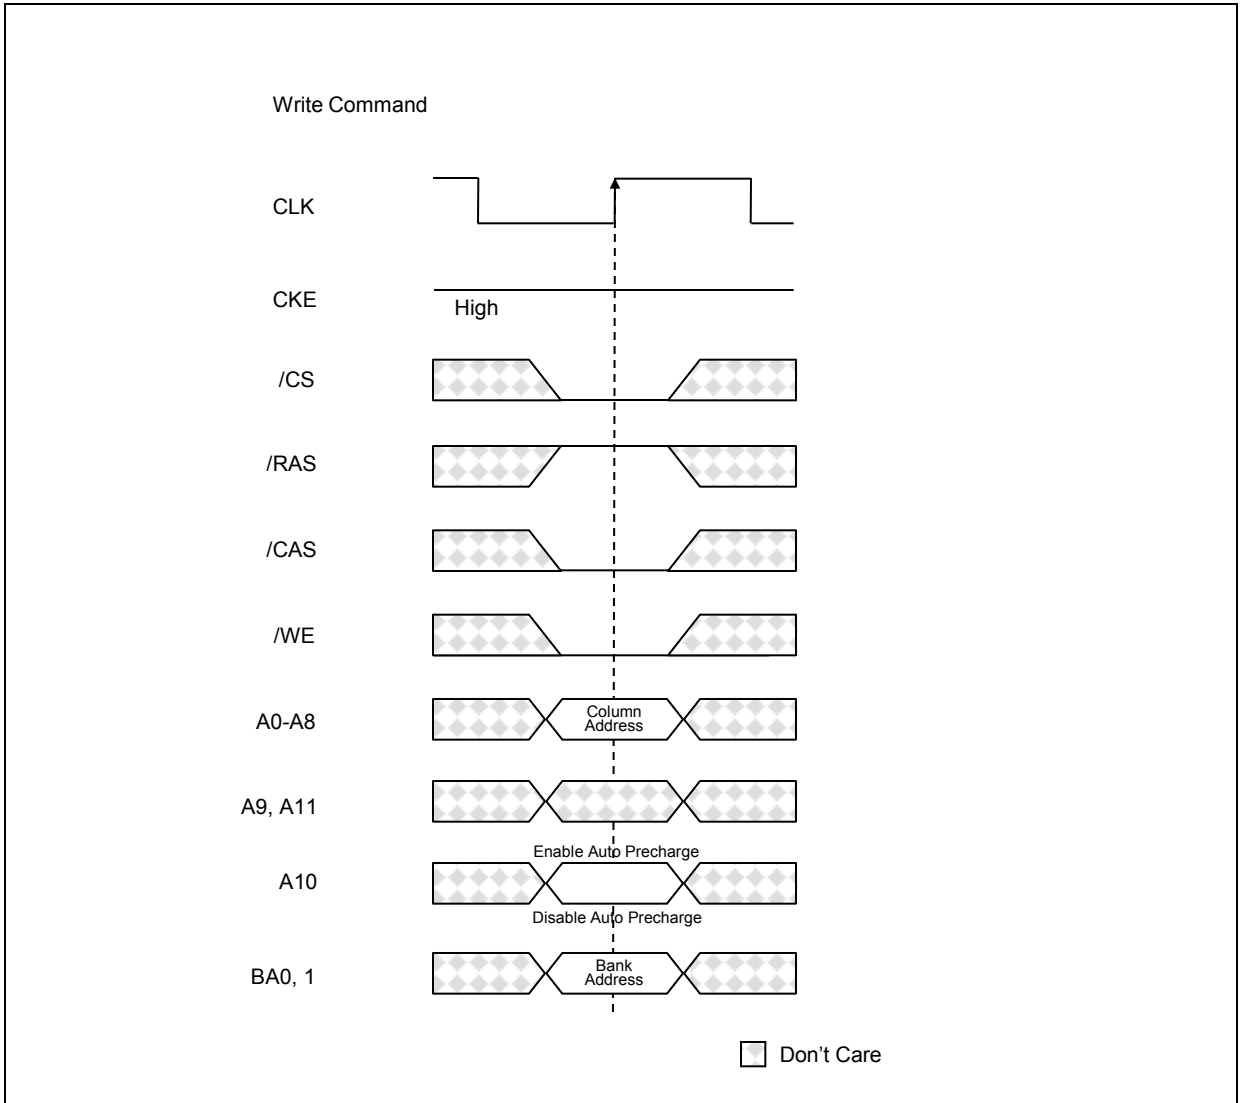 Write Command
CLK
CKE
High
/CS
/RAS
/CAS
/WE
A0-A8
Column
Address
A9, A11
Enable Auto Precharge
A10
Disable Auto Precharge
BA0, 1
Bank
Address
Don't Care